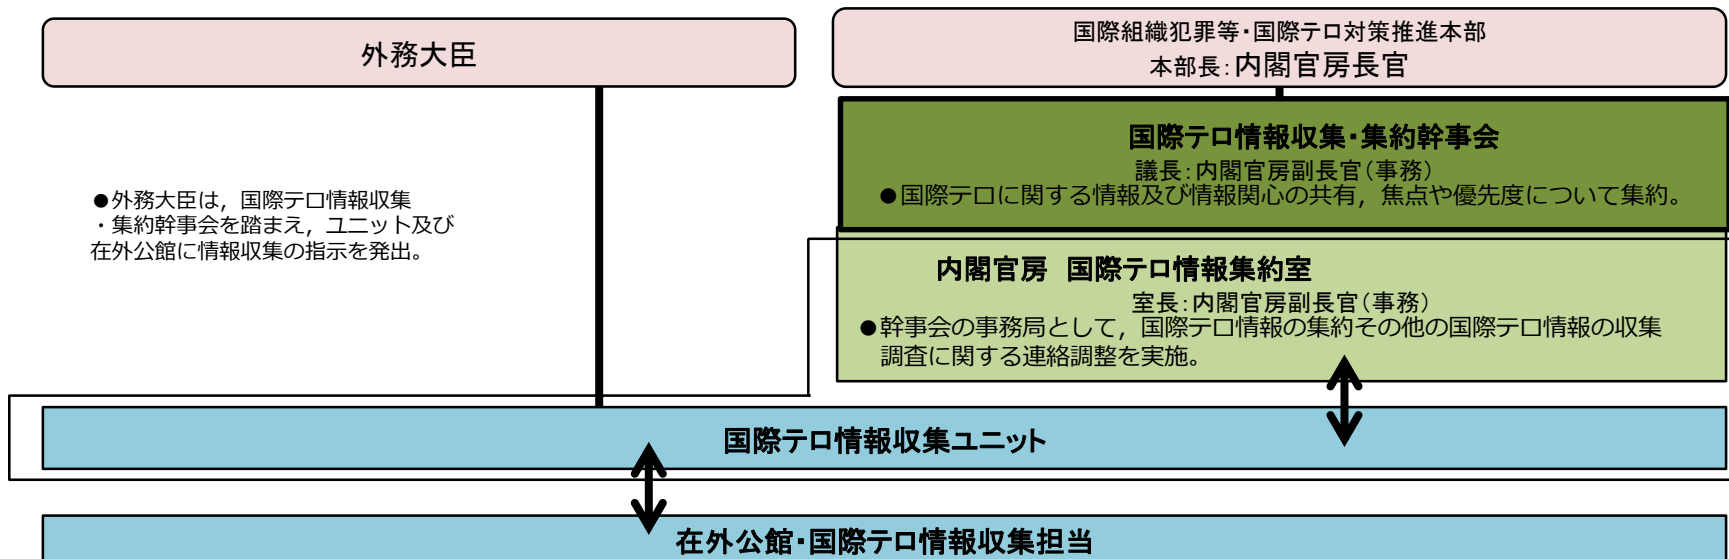 外務大臣
国際組織犯罪等・国際テロ対策推進本部
本部長：内閣官房長官
国際テロ情報収集・集約幹事会
議長：内閣官房副長官（事務）
●国際テロに関する情報及び情報関心の共有，焦点や優先度について集約。
●外務大臣は，国際テロ情報収集
・集約幹事会を踏まえ，ユニット及び
在外公館に情報収集の指示を発出。
内閣官房　国際テロ情報集約室
室長：内閣官房副長官（事務）
●幹事会の事務局として，国際テロ情報の集約その他の国際テロ情報の収集
調査に関する連絡調整を実施。
国際テロ情報収集ユニット
在外公館・国際テロ情報収集担当